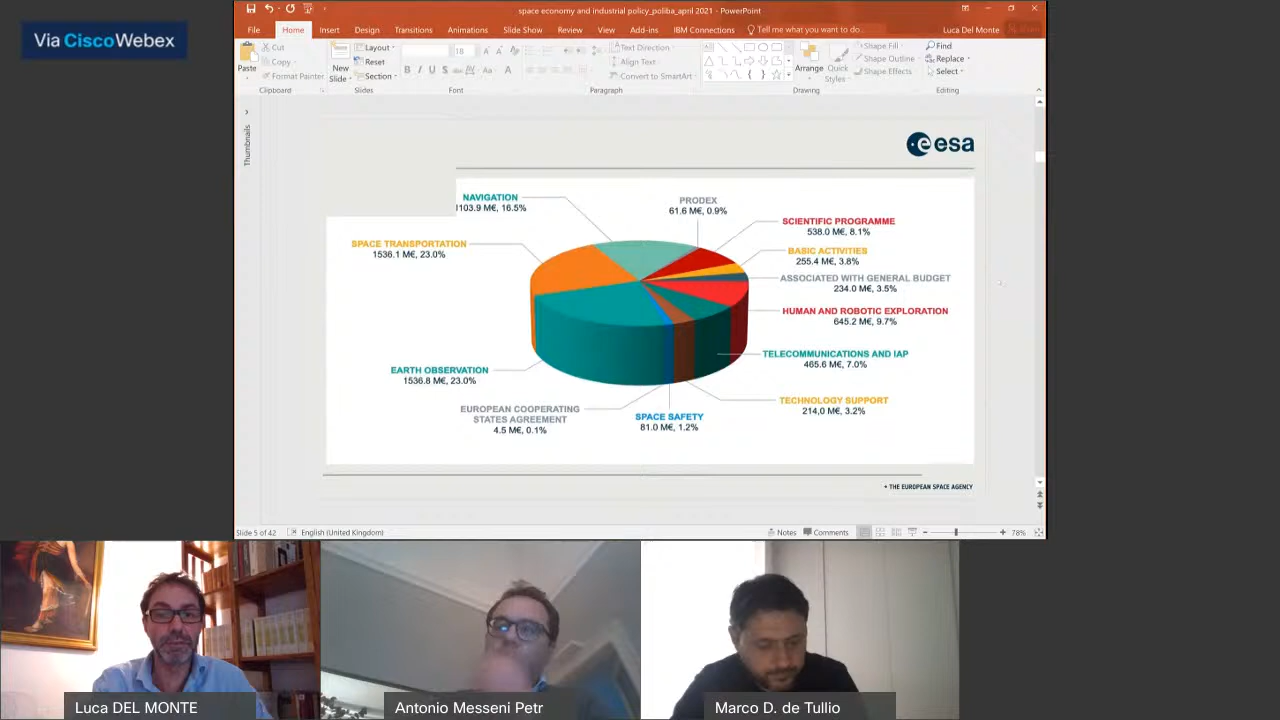 Via Cisco Webex
space economy and industrial policy_poliba_april 2021 - PowerPoint
File Home Insert Design Transitions Animations Slide Show Review View Add-ins IBM Connections Tell me what you want to do... Luca Del Monte
Paste
Cut
Copy
Format Painter
Clipboard
New Slide
Layout
Reset
Section
Slides
18
B I U S abc AV Aa A
Font
Text Direction
Align Text
Convert to SmartArt
Paragraph
Arrange
Quick Styles
Shape Fill
Shape Outline
Shape Effects
Drawing
Find
Replace
Select
Editing
Thumbnails
esa
NAVIGATION
1103.9 M€, 16.5%
PRODEX
61.6 M€, 0.9%
SCIENTIFIC PROGRAMME
538.0 M€, 8.1%
SPACE TRANSPORTATION
1536.1 M€, 23.0%
BASIC ACTIVITIES
255.4 M€, 3.8%
ASSOCIATED WITH GENERAL BUDGET
234.0 M€, 3.5%
HUMAN AND ROBOTIC EXPLORATION
645.2 M€, 9.7%
TELECOMMUNICATIONS AND IAP
465.6 M€, 7.0%
EARTH OBSERVATION
1536.8 M€, 23.0%
TECHNOLOGY SUPPORT
214,0 M€, 3.2%
EUROPEAN COOPERATING
STATES AGREEMENT
4.5 M€, 0.1%
SPACE SAFETY
81.0 M€, 1.2%
• THE EUROPEAN SPACE AGENCY
Slide 5 of 42 English (United Kingdom) Notes Comments 78%
Luca DEL MONTE
Antonio Messeni Petr
Marco D. de Tullio